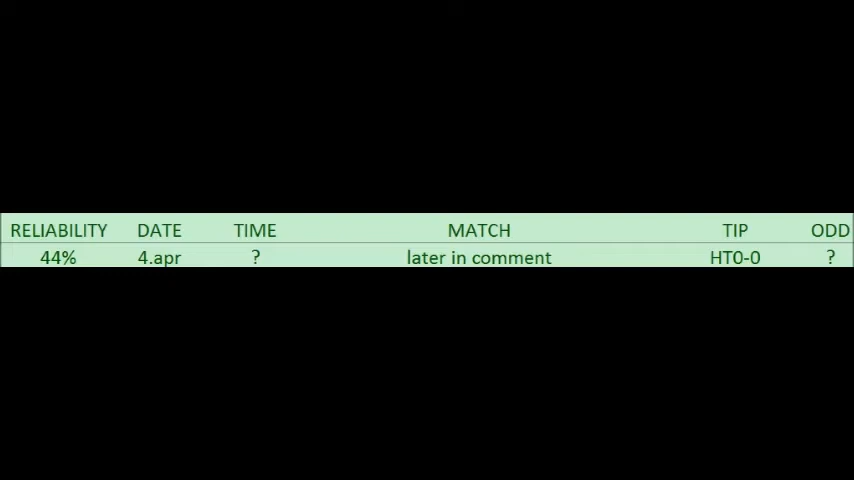 RELIABILITY DATE TIME MATCH TIP ODD
44% 4.apr ? later in comment HT0-0 ?